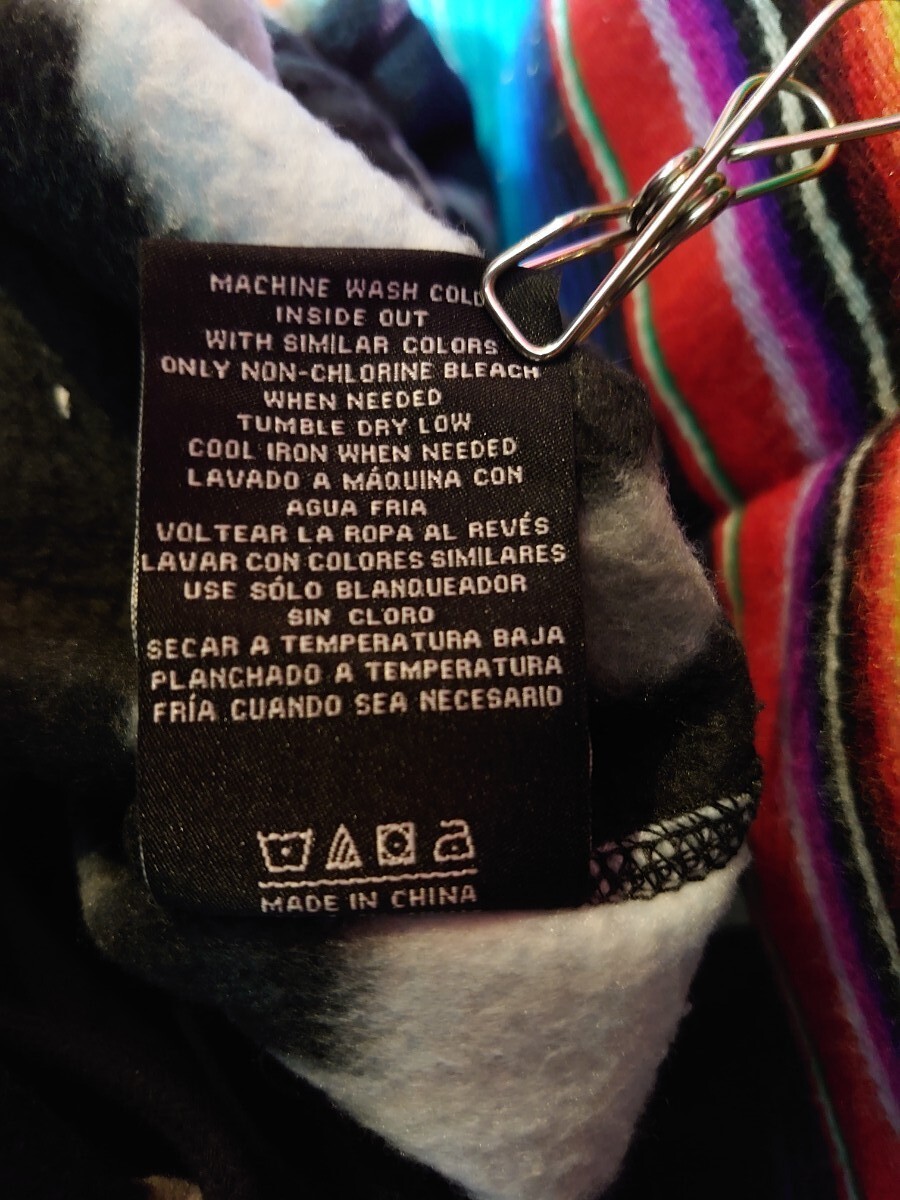 MACHINE WASH COLD
INSIDE OUT
WITH SIMILAR COLORS
ONLY NON-CHLORINE BLEACH
WHEN NEEDED
TUMBLE DRY LOW
COOL IRON WHEN NEEDED
LAVADO A MÁQUINA CON
AGUA FRIA
VOLTEAR LA ROPA AL REVÉS
LAVAR CON COLORES SIMILARES
USE SÓLO BLANQUEADOR
SIN CLORO
SECAR A TEMPERATURA BAJA
PLANCHADO A TEMPERATURA
FRÍA CUANDO SEA NECESARIO
MADE IN CHINA